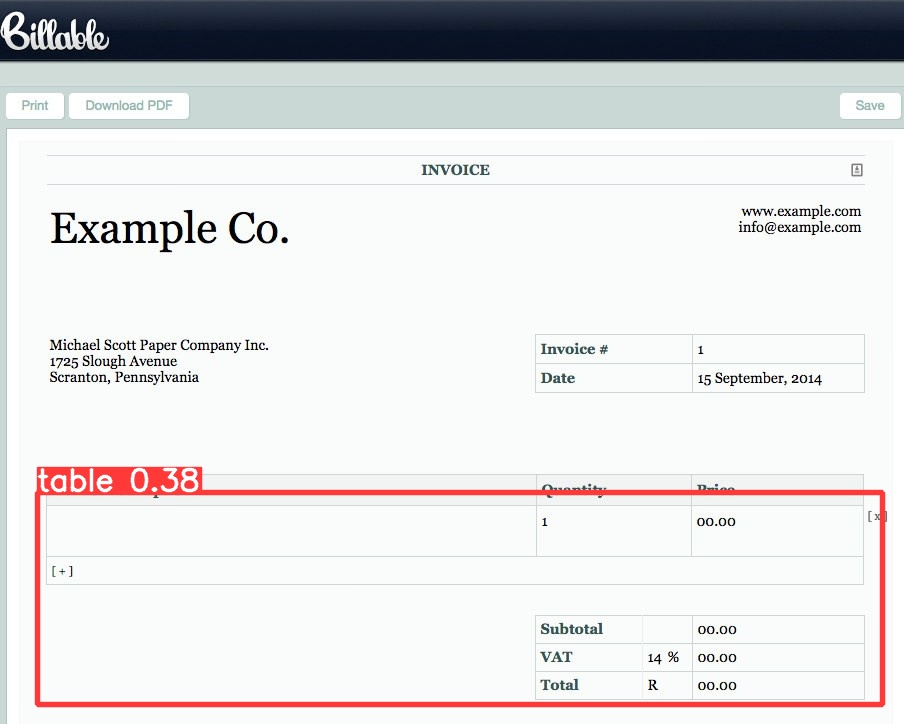 Billable
Print Download PDF Save
INVOICE
Example Co.
www.example.com
info@example.com
Michael Scott Paper Company Inc.
1725 Slough Avenue
Scranton, Pennsylvania
Invoice # 1
Date 15 September, 2014
table 0.38
Quantity Price
1 00.00 [x]
[+]
Subtotal 00.00
VAT 14 % 00.00
Total R 00.00